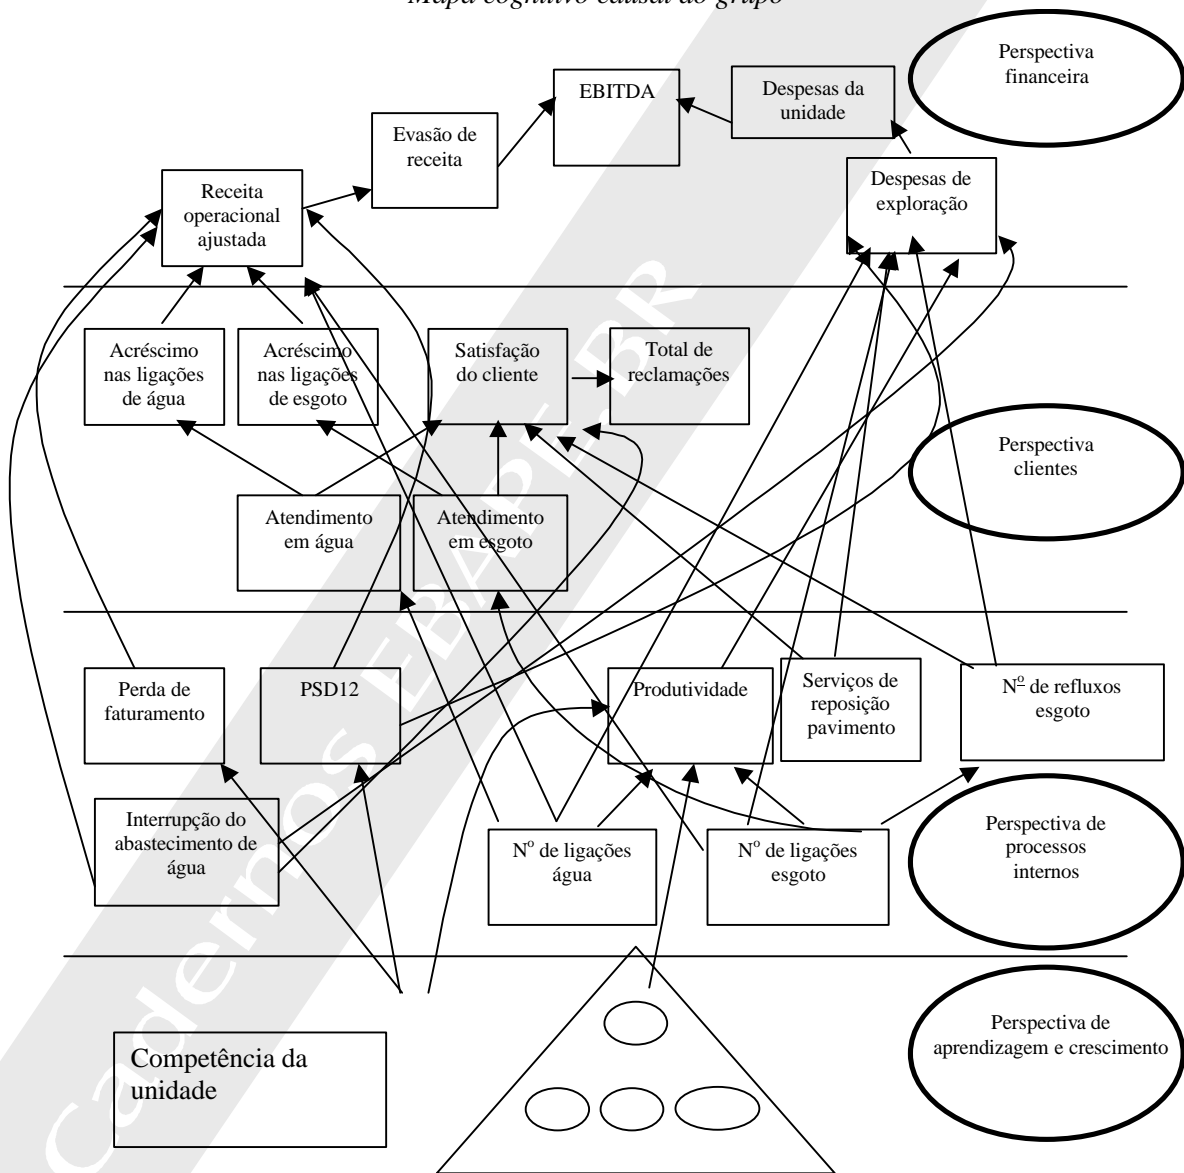 Mapa cognitivo causal do grupo
Perspectiva
financeira
EBITDA
Despesas da
unidade
Evasão de
receita
Receita
operacional
ajustada
Despesas de
exploração
Acréscimo
nas ligações
de água
Acréscimo
nas ligações
de esgoto
Satisfação
do cliente
Total de
reclamações
Perspectiva
clientes
Atendimento
em água
Atendimento
em esgoto
Perda de
faturamento
PSD12
Produtividade
Serviços de
reposição
pavimento
Nº de refluxos
esgoto
Interrupção do
abastecimento de
água
Nº de ligações
água
Nº de ligações
esgoto
Perspectiva de
processos
internos
Competência da
unidade
Perspectiva de
aprendizagem e crescimento
Cadernos EBAPE.BR